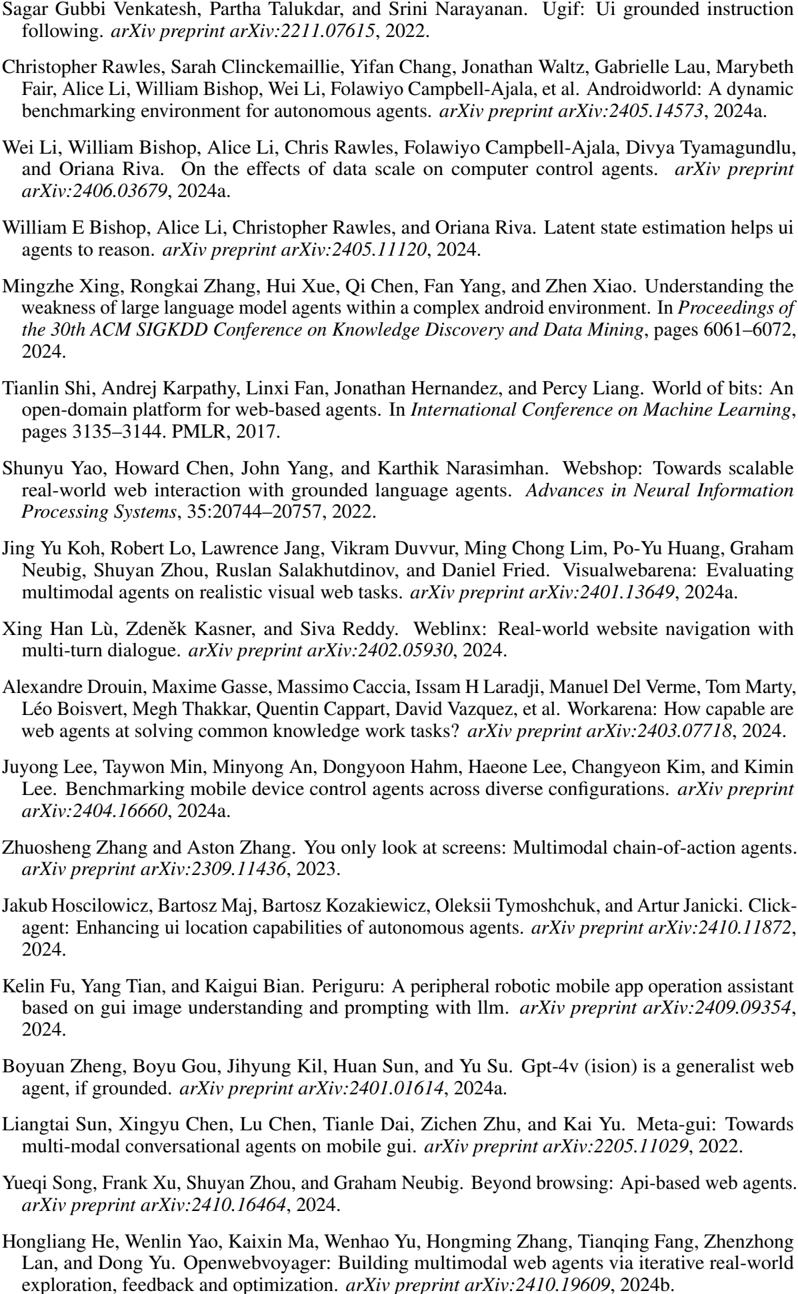 Sagar Gubbi Venkatesh, Partha Talukdar, and Srini Narayanan. Ugif: Ui grounded instruction
following. arXiv preprint arXiv:2211.07615, 2022.
Christopher Rawles, Sarah Clinckemaillie, Yifan Chang, Jonathan Waltz, Gabrielle Lau, Marybeth
Fair, Alice Li, William Bishop, Wei Li, Folawiyo Campbell-Ajala, et al. Androidworld: A dynamic
benchmarking environment for autonomous agents. arXiv preprint arXiv:2405.14573, 2024a.
Wei Li, William Bishop, Alice Li, Chris Rawles, Folawiyo Campbell-Ajala, Divya Tyamagundlu,
and Oriana Riva. On the effects of data scale on computer control agents. arXiv preprint
arXiv:2406.03679, 2024a.
William E Bishop, Alice Li, Christopher Rawles, and Oriana Riva. Latent state estimation helps ui
agents to reason. arXiv preprint arXiv:2405.11120, 2024.
Mingzhe Xing, Rongkai Zhang, Hui Xue, Qi Chen, Fan Yang, and Zhen Xiao. Understanding the
weakness of large language model agents within a complex android environment. In Proceedings of
the 30th ACM SIGKDD Conference on Knowledge Discovery and Data Mining, pages 6061–6072,
2024.
Tianlin Shi, Andrej Karpathy, Linxi Fan, Jonathan Hernandez, and Percy Liang. World of bits: An
open-domain platform for web-based agents. In International Conference on Machine Learning,
pages 3135–3144. PMLR, 2017.
Shunyu Yao, Howard Chen, John Yang, and Karthik Narasimhan. Webshop: Towards scalable
real-world web interaction with grounded language agents. Advances in Neural Information
Processing Systems, 35:20744–20757, 2022.
Jing Yu Koh, Robert Lo, Lawrence Jang, Vikram Duvvur, Ming Chong Lim, Po-Yu Huang, Graham
Neubig, Shuyan Zhou, Ruslan Salakhutdinov, and Daniel Fried. Visualwebarena: Evaluating
multimodal agents on realistic visual web tasks. arXiv preprint arXiv:2401.13649, 2024a.
Xing Han Lù, Zdeněk Kasner, and Siva Reddy. Weblinx: Real-world website navigation with
multi-turn dialogue. arXiv preprint arXiv:2402.05930, 2024.
Alexandre Drouin, Maxime Gasse, Massimo Caccia, Issam H Laradji, Manuel Del Verme, Tom Marty,
Léo Boisvert, Megh Thakkar, Quentin Cappart, David Vazquez, et al. Workarena: How capable are
web agents at solving common knowledge work tasks? arXiv preprint arXiv:2403.07718, 2024.
Juyong Lee, Taywon Min, Minyong An, Dongyoon Hahm, Haeone Lee, Changyeon Kim, and Kimin
Lee. Benchmarking mobile device control agents across diverse configurations. arXiv preprint
arXiv:2404.16660, 2024a.
Zhuosheng Zhang and Aston Zhang. You only look at screens: Multimodal chain-of-action agents.
arXiv preprint arXiv:2309.11436, 2023.
Jakub Hoscilowicz, Bartosz Maj, Bartosz Kozakiewicz, Oleksii Tymoshchuk, and Artur Janicki. Click-
agent: Enhancing ui location capabilities of autonomous agents. arXiv preprint arXiv:2410.11872,
2024.
Kelin Fu, Yang Tian, and Kaigui Bian. Periguru: A peripheral robotic mobile app operation assistant
based on gui image understanding and prompting with llm. arXiv preprint arXiv:2409.09354,
2024.
Boyuan Zheng, Boyu Gou, Jihyung Kil, Huan Sun, and Yu Su. Gpt-4v (ision) is a generalist web
agent, if grounded. arXiv preprint arXiv:2401.01614, 2024a.
Liangtai Sun, Xingyu Chen, Lu Chen, Tianle Dai, Zichen Zhu, and Kai Yu. Meta-gui: Towards
multi-modal conversational agents on mobile gui. arXiv preprint arXiv:2205.11029, 2022.
Yueqi Song, Frank Xu, Shuyan Zhou, and Graham Neubig. Beyond browsing: Api-based web agents.
arXiv preprint arXiv:2410.16464, 2024.
Hongliang He, Wenlin Yao, Kaixin Ma, Wenhao Yu, Hongming Zhang, Tianqing Fang, Zhenzhong
Lan, and Dong Yu. Openwebvoyager: Building multimodal web agents via iterative real-world
exploration, feedback and optimization. arXiv preprint arXiv:2410.19609, 2024b.